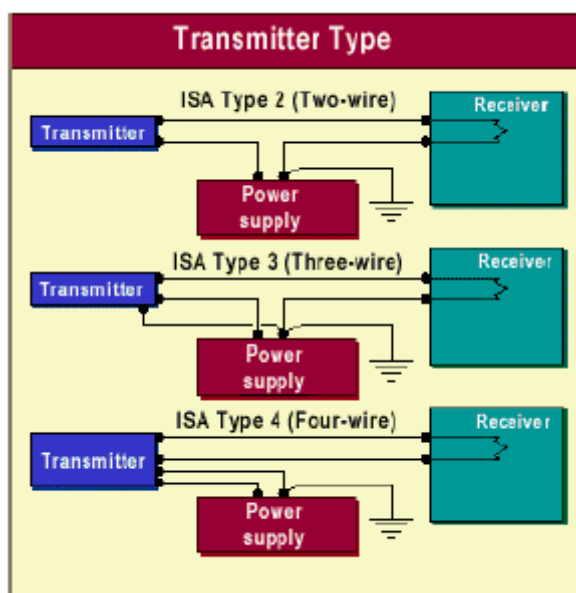 Transmitter Type
ISA Type 2 (Two-wire)
Receiver
Transmitter
Power
supply
ISA Type 3 (Three-wire)
Receiver
Transmitter
Power
supply
ISA Type 4 (Four-wire)
Receiver
Transmitter
Power
supply